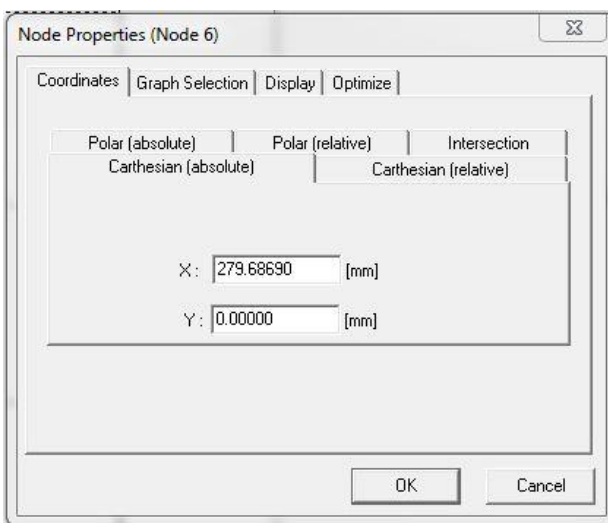 Node Properties (Node 6)
Coordinates Graph Selection Display Optimize
Polar (absolute) Polar (relative) Intersection
Carthesian (absolute) Carthesian (relative)
X: 279.68690 [mm]
Y: 0.00000 [mm]
OK Cancel